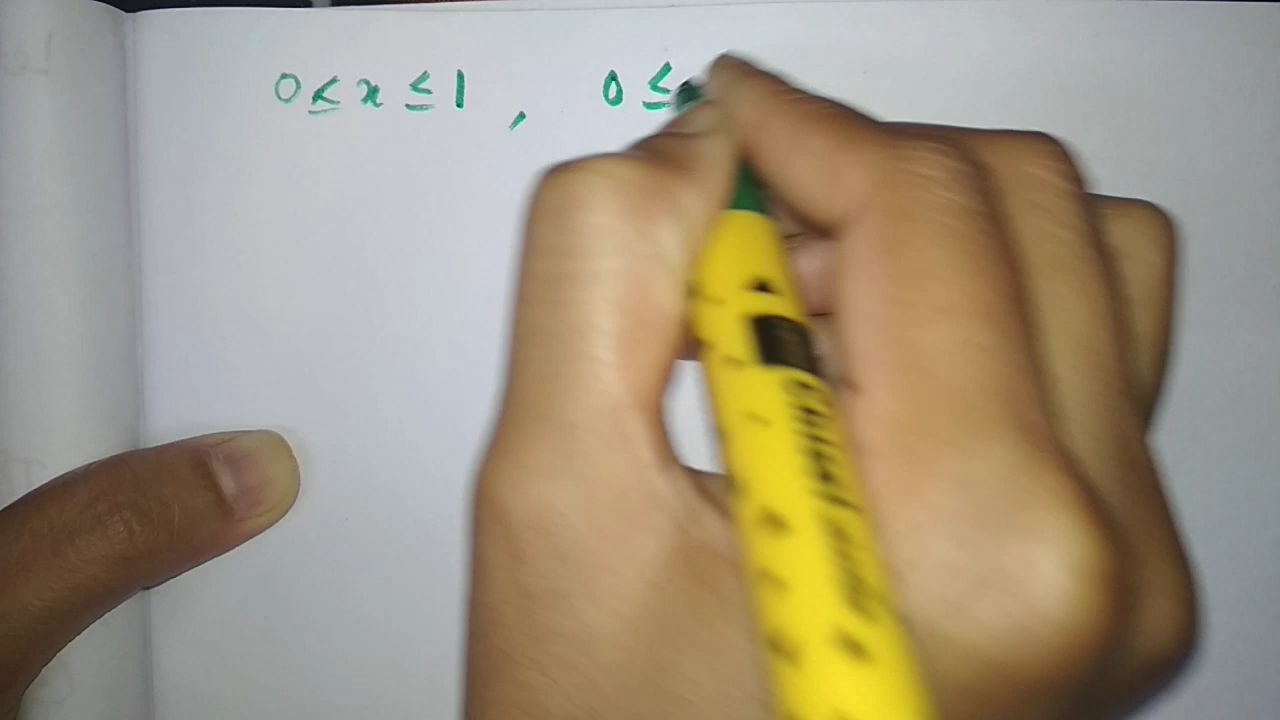 0 ≤ x ≤ 1 , 0 ≤